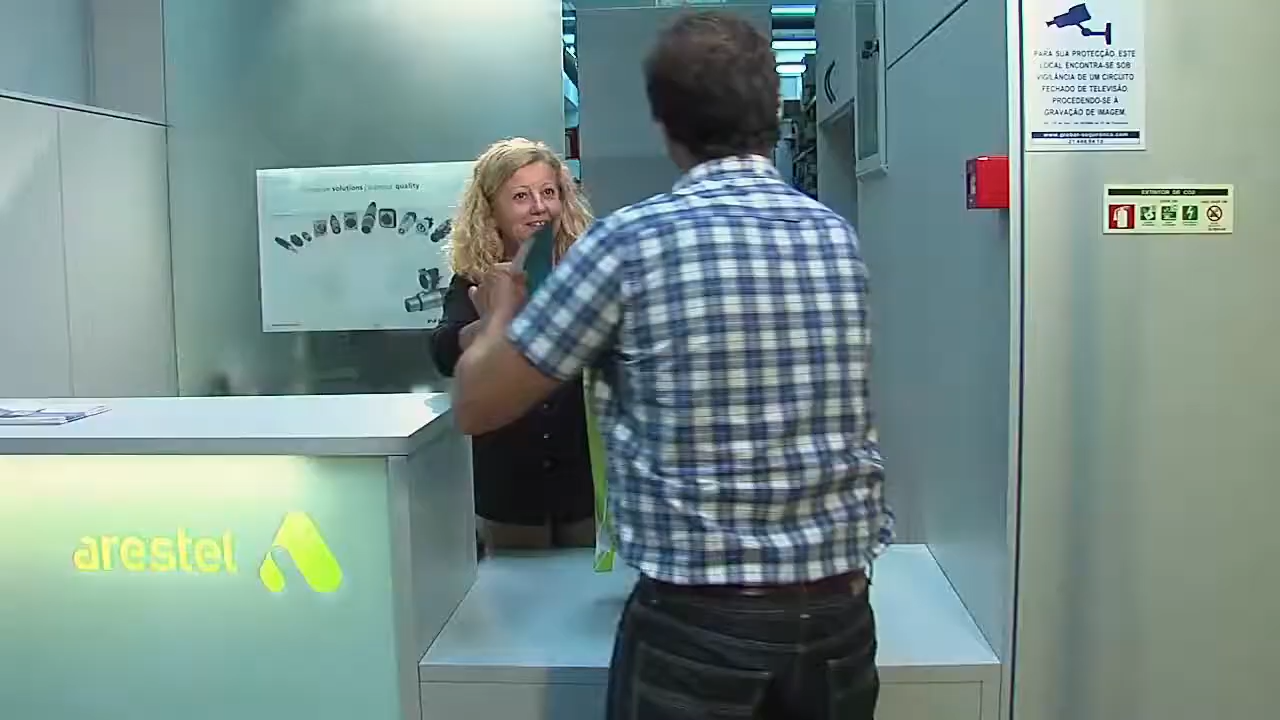 solutions | quality
PARA SUA PROTECÇÃO, ESTE
LOCAL ENCONTRA-SE SOB
VIGILÂNCIA DE UM CIRCUITO
FECHADO DE TELEVISÃO
PROCEDENDO-SE À
GRAVAÇÃO DE IMAGEM.
EXTINTOR DE CO2
arestel